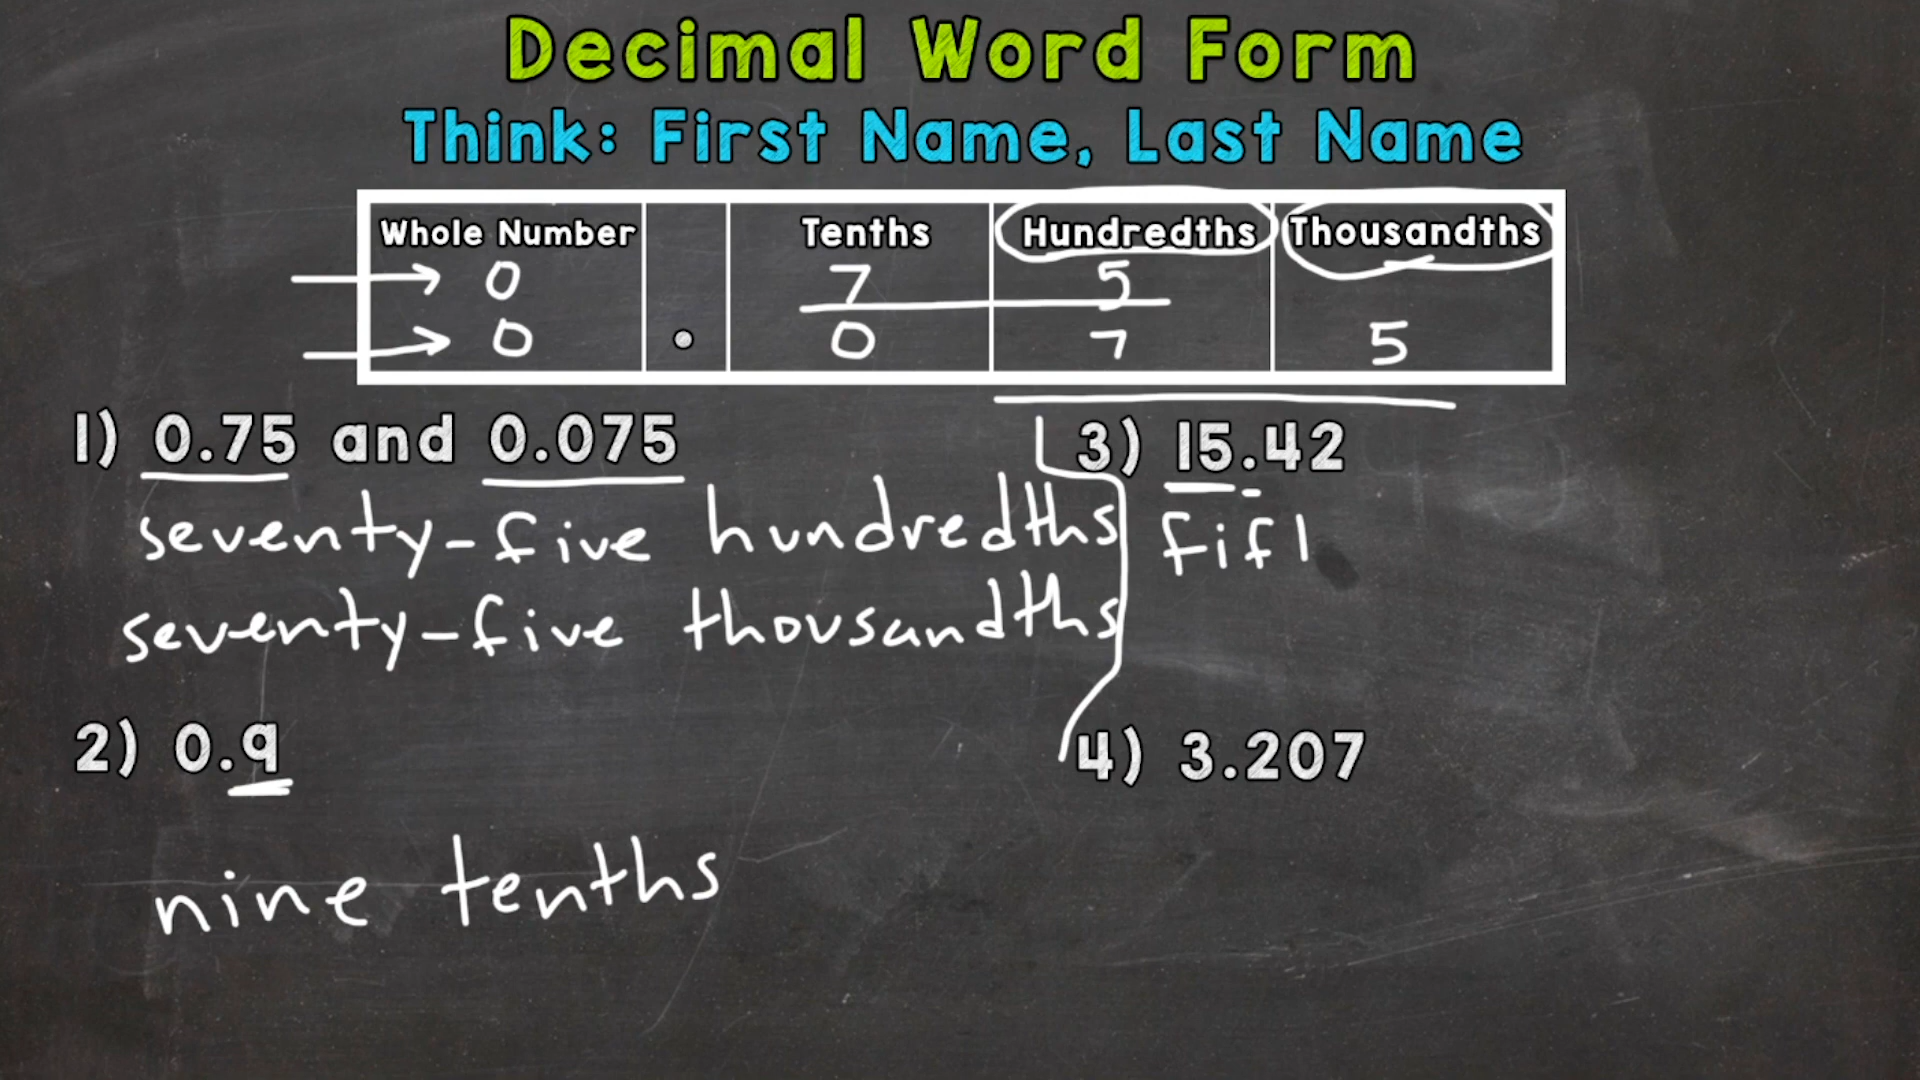 Decimal Word Form
Think: First Name, Last Name
Whole Number Tenths Hundredths Thousandths
0 7 5
0 . 0 7 5
1) 0.75 and 0.075
seventy-five hundredths
seventy-five thousandths
2) 0.9
nine tenths
3) 15.42
fif
4) 3.207